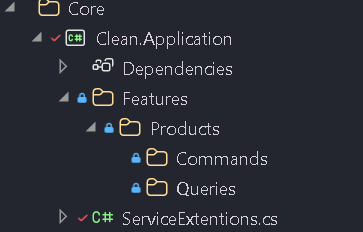 Core
C# Clean.Application
Dependencies
Features
Products
Commands
Queries
C# ServiceExtentions.cs